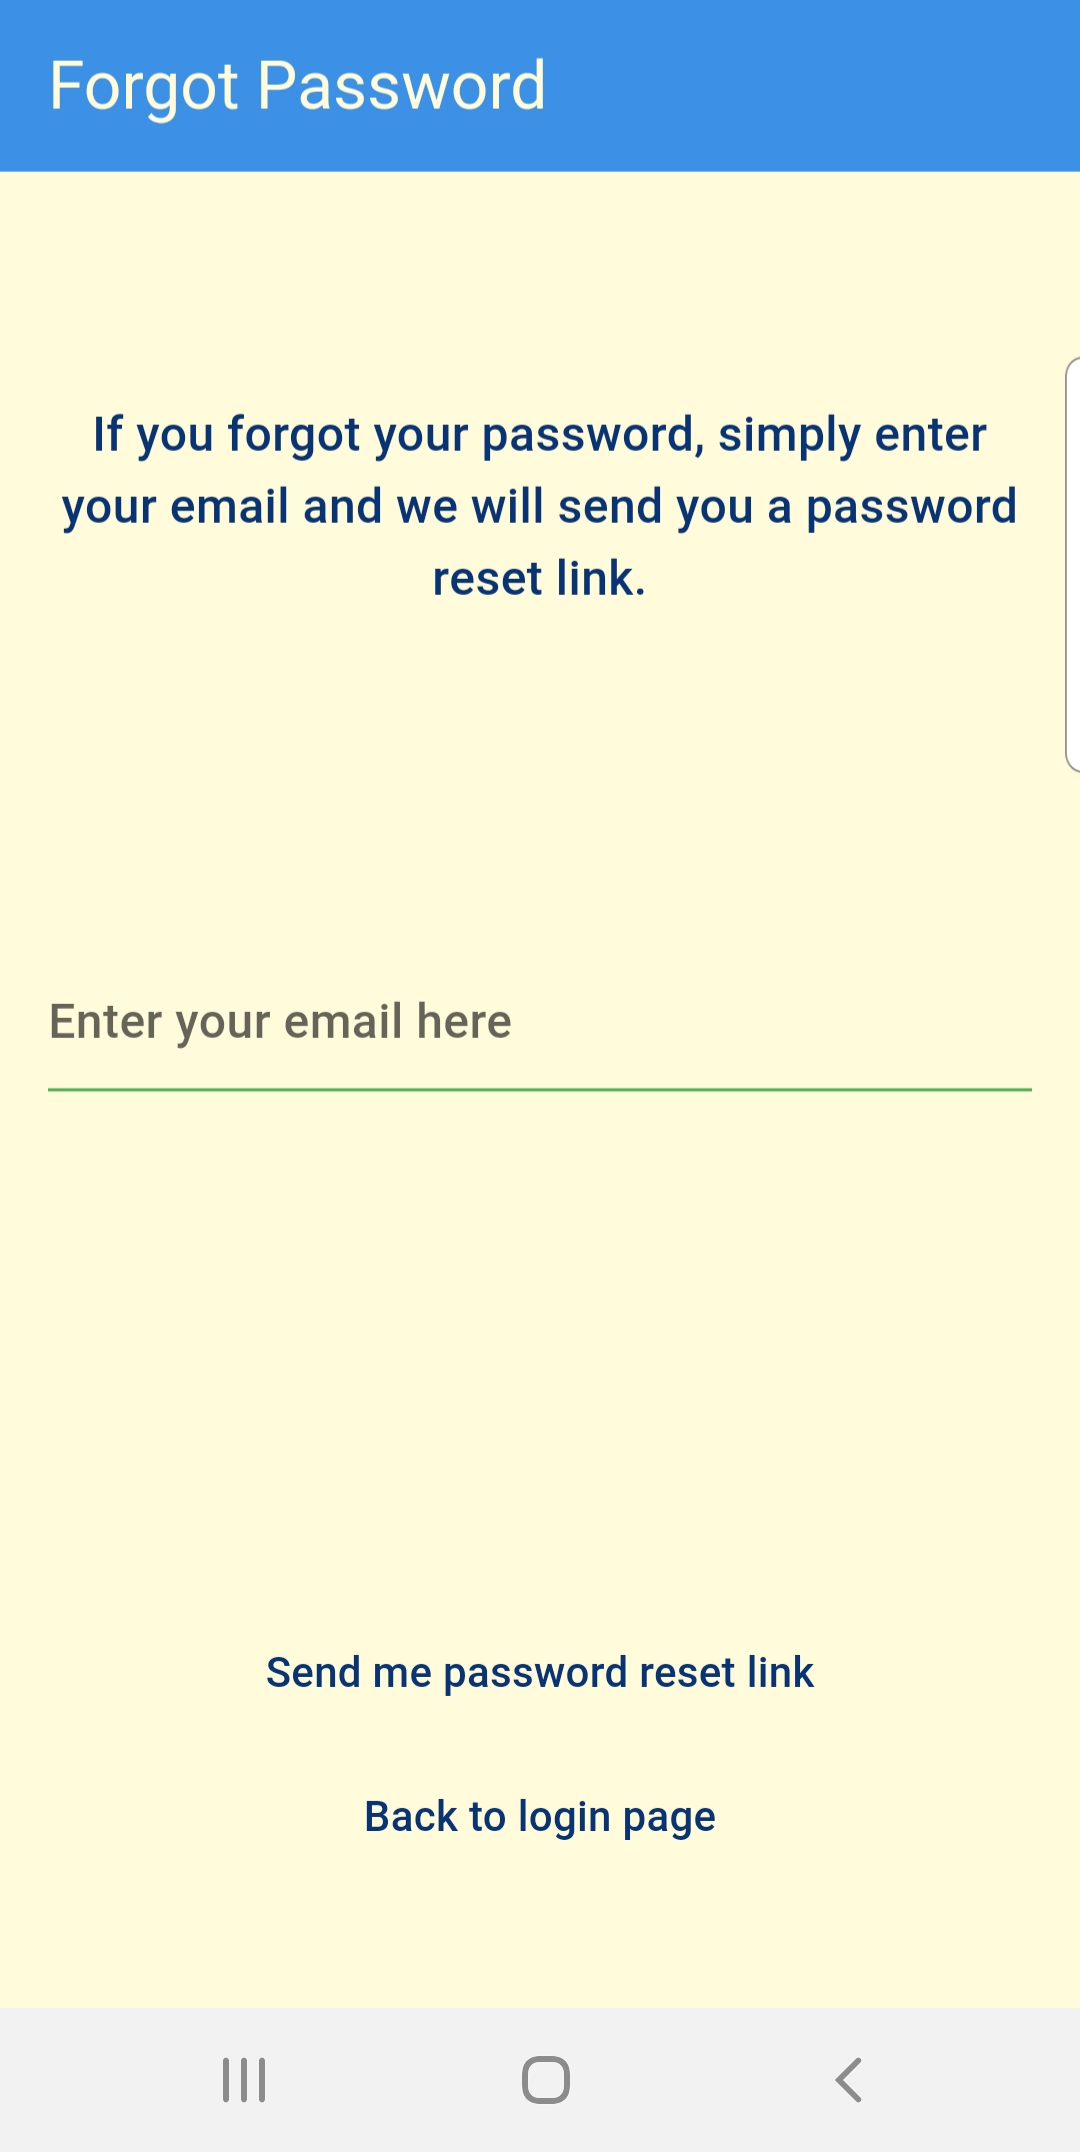 Forgot Password
If you forgot your password, simply enter
your email and we will send you a password
reset link.
Enter your email here
Send me password reset link
Back to login page